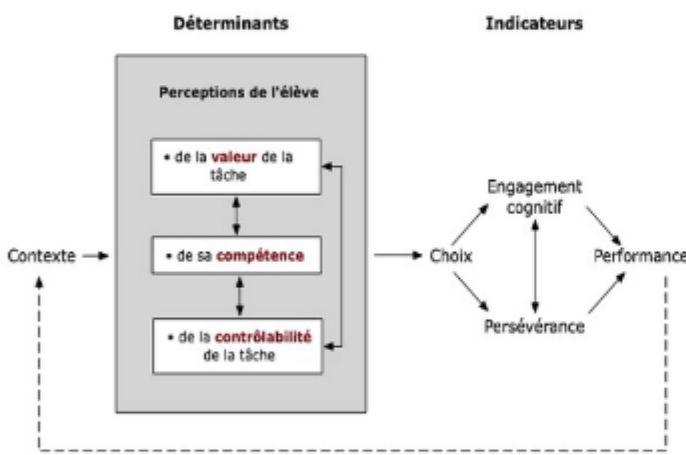 Déterminants
Indicateurs
Perceptions de l'élève
• de la valeur de la
tâche
• de sa compétence
• de la contrôlabilité
de la tâche
Contexte
Choix
Engagement
cognitif
Persévérance
Performance